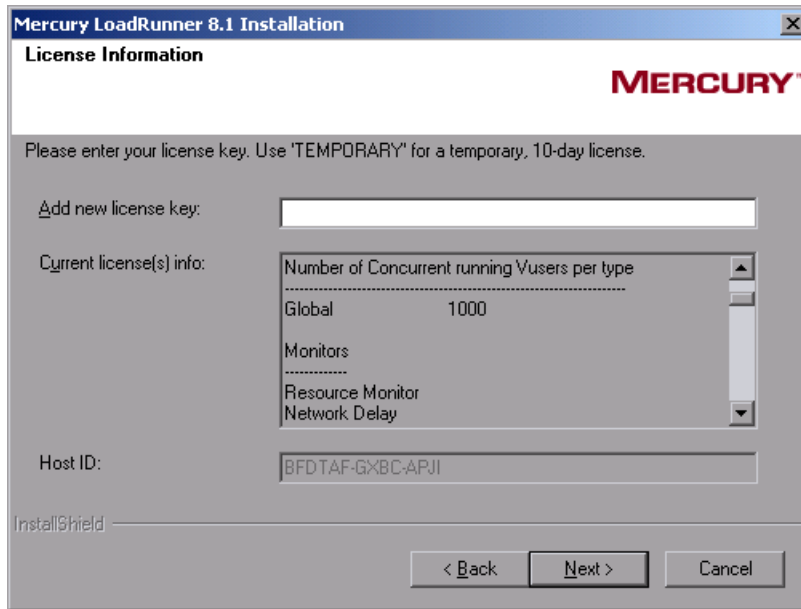 Mercury LoadRunner 8.1 Installation
License Information
MERCURY™
Please enter your license key. Use 'TEMPORARY' for a temporary, 10-day license.
Add new license key:
Current license(s) info:
Number of Concurrent running Vusers per type
--------------------------------------------------------------------
Global 1000
Monitors
-------------
Resource Monitor
Network Delay
Host ID:
BFDTAF-GXBC-APJI
InstallShield
< Back
Next >
Cancel